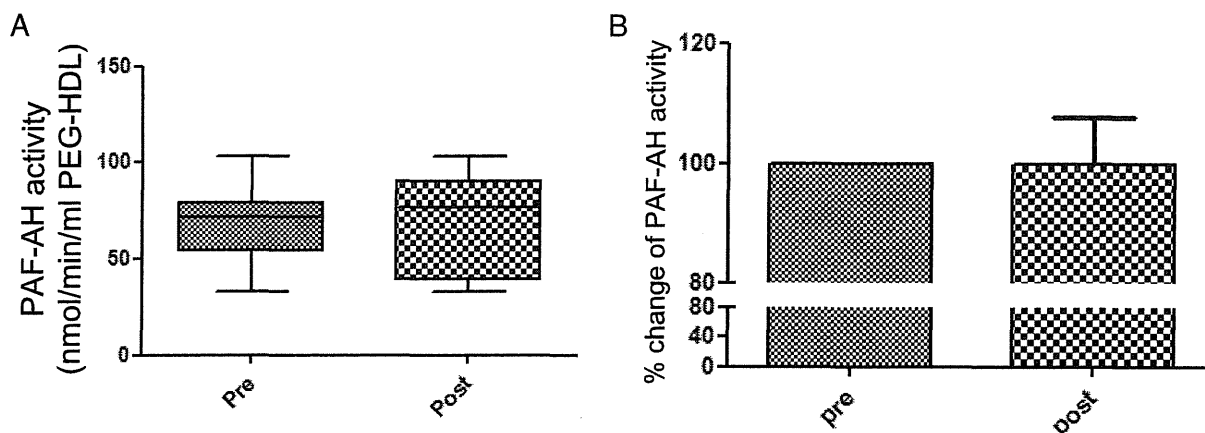 A
PAF-AH activity
(nmol/min/ml PEG-HDL)
150
100
50
0
Pre
Post
B
% change of PAF-AH activity
120
100
80
80
40
0
pre
post